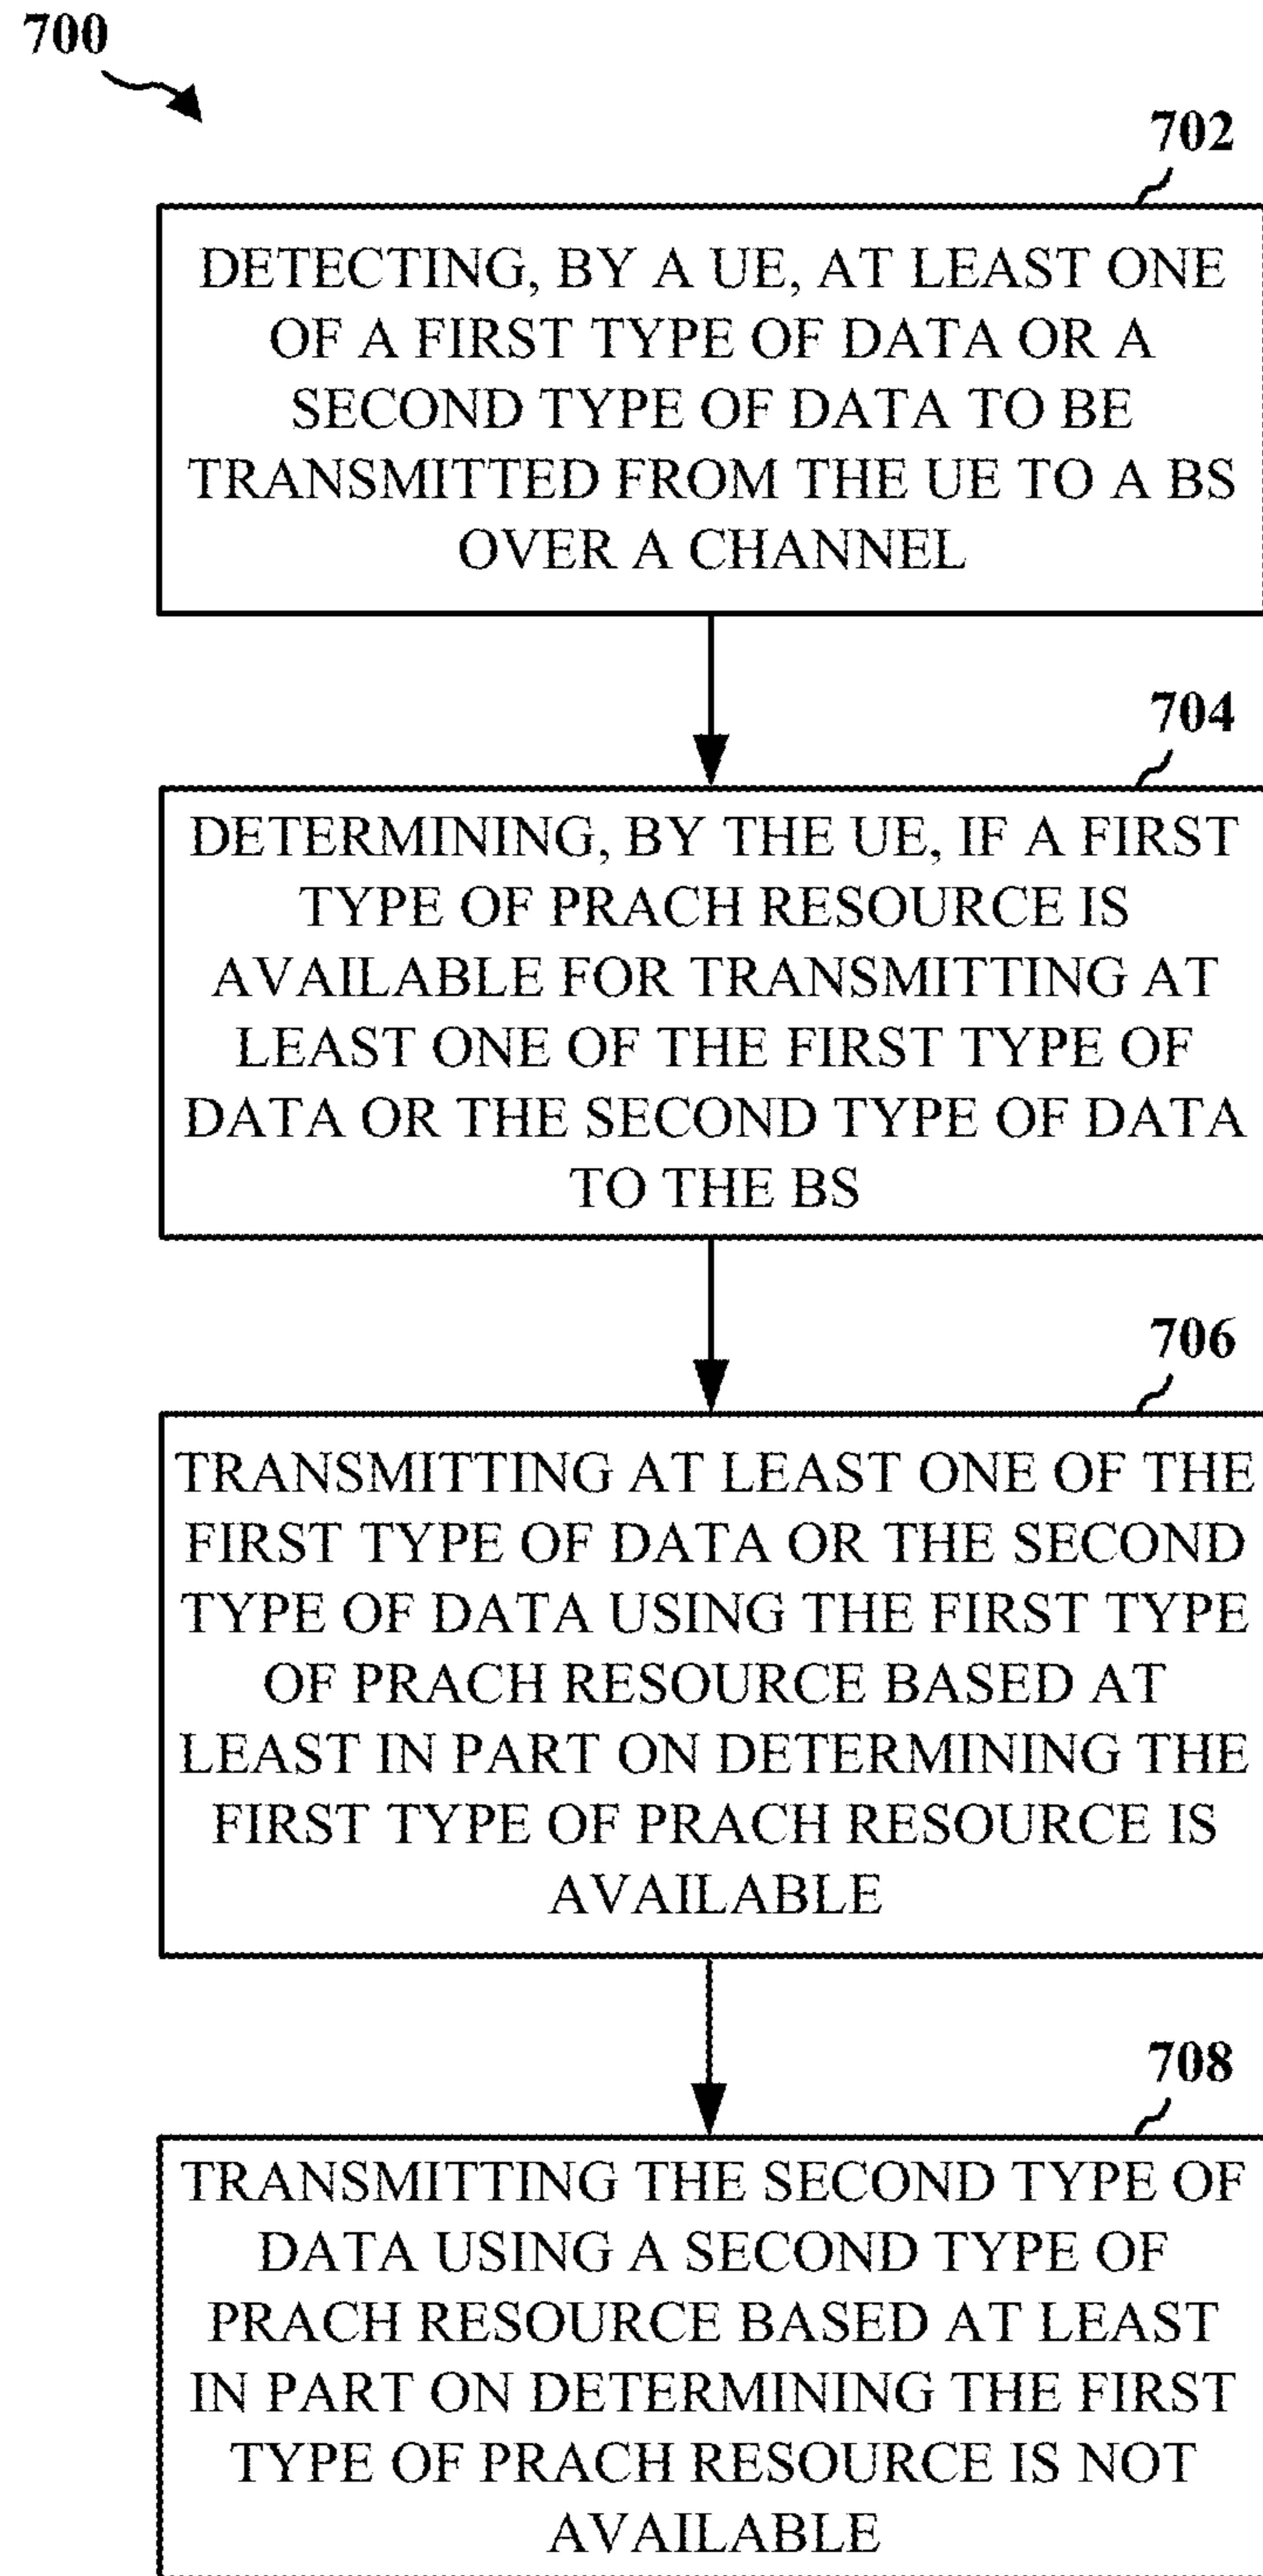 700
702
DETECTING, BY A UE, AT LEAST ONE
OF A FIRST TYPE OF DATA OR A
SECOND TYPE OF DATA TO BE
TRANSMITTED FROM THE UE TO A BS
OVER A CHANNEL
704
DETERMINING, BY THE UE, IF A FIRST
TYPE OF PRACH RESOURCE IS
AVAILABLE FOR TRANSMITTING AT
LEAST ONE OF THE FIRST TYPE OF
DATA OR THE SECOND TYPE OF DATA
TO THE BS
706
TRANSMITTING AT LEAST ONE OF THE
FIRST TYPE OF DATA OR THE SECOND
TYPE OF DATA USING THE FIRST TYPE
OF PRACH RESOURCE BASED AT
LEAST IN PART ON DETERMINING THE
FIRST TYPE OF PRACH RESOURCE IS
AVAILABLE
708
TRANSMITTING THE SECOND TYPE OF
DATA USING A SECOND TYPE OF
PRACH RESOURCE BASED AT LEAST
IN PART ON DETERMINING THE FIRST
TYPE OF PRACH RESOURCE IS NOT
AVAILABLE